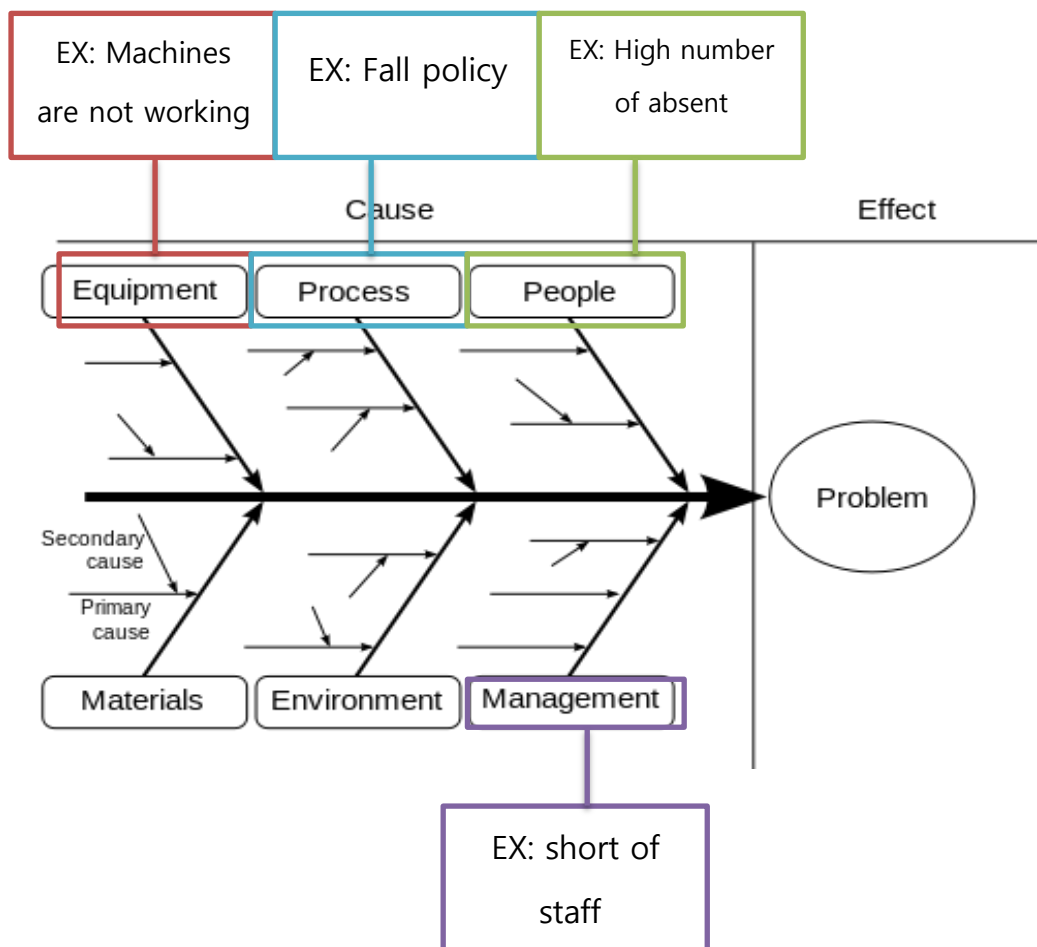 EX: Machines
are not working
EX: Fall policy
EX: High number
of absent
Cause
Effect
Equipment
Process
People
Problem
Secondary
cause
Primary
cause
Materials
Environment
Management
EX: short of
staff